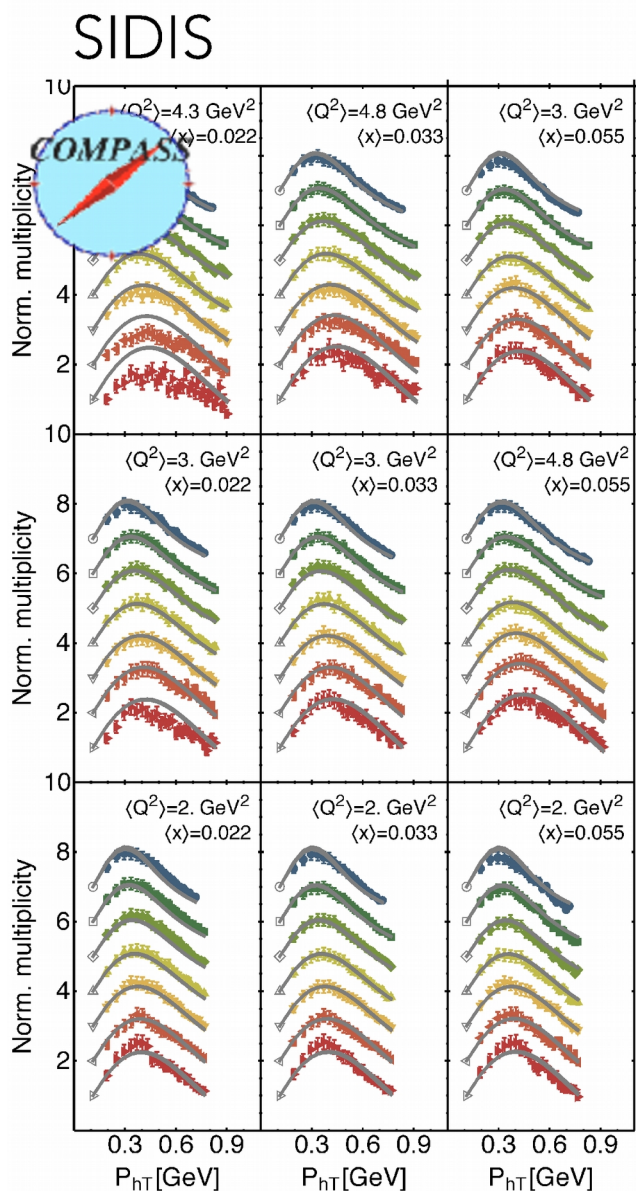 SIDIS
10
⟨Q²⟩=4.3 GeV²
⟨x⟩=0.022
⟨Q²⟩=4.8 GeV²
⟨x⟩=0.033
⟨Q²⟩=3. GeV²
⟨x⟩=0.055
COMPASS
Norm. multiplicity
4
2
10
⟨Q²⟩=3. GeV²
⟨x⟩=0.022
⟨Q²⟩=3. GeV²
⟨x⟩=0.033
⟨Q²⟩=4.8 GeV²
⟨x⟩=0.055
Norm. multiplicity
8
6
4
2
10
⟨Q²⟩=2. GeV²
⟨x⟩=0.022
⟨Q²⟩=2. GeV²
⟨x⟩=0.033
⟨Q²⟩=2. GeV²
⟨x⟩=0.055
Norm. multiplicity
8
6
4
2
0.3 0.6 0.9
0.3 0.6 0.9
0.3 0.6 0.9
P_hT[GeV]
P_hT[GeV]
P_hT[GeV]